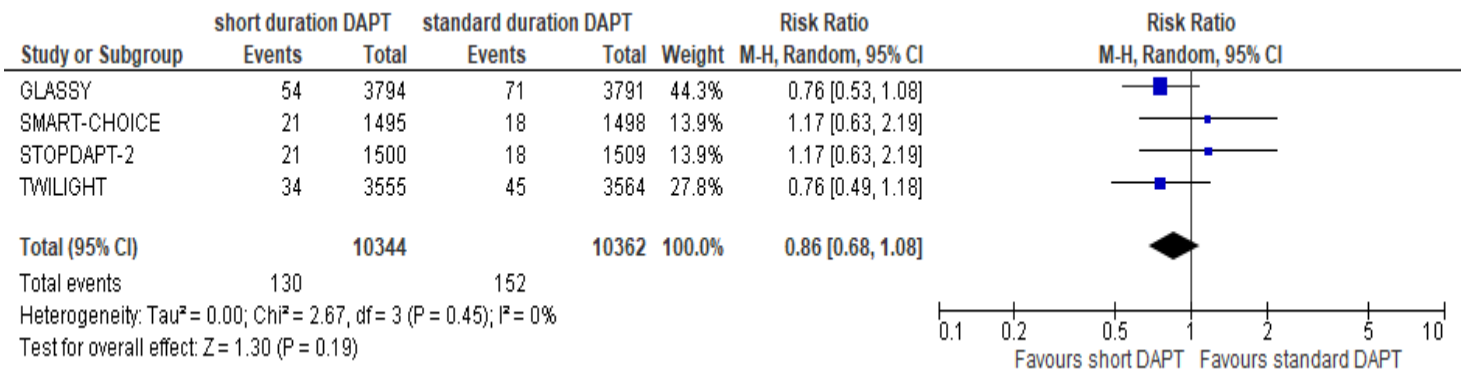 short duration DAPT standard duration DAPT Risk Ratio Risk Ratio
Study or Subgroup Events Total Events Total Weight M-H, Random, 95% CI M-H, Random, 95% CI
GLASSY 54 3794 71 3791 44.3% 0.76 [0.53, 1.08]
SMART-CHOICE 21 1495 18 1498 13.9% 1.17 [0.63, 2.19]
STOPDAPT-2 21 1500 18 1509 13.9% 1.17 [0.63, 2.19]
TWILIGHT 34 3555 45 3564 27.8% 0.76 [0.49, 1.18]
Total (95% CI) 10344 10362 100.0% 0.86 [0.68, 1.08]
Total events 130 152
Heterogeneity: Tau² = 0.00; Chi² = 2.67, df = 3 (P = 0.45); I² = 0%
Test for overall effect: Z = 1.30 (P = 0.19)
0.1 0.2 0.5 1 2 5 10
Favours short DAPT Favours standard DAPT